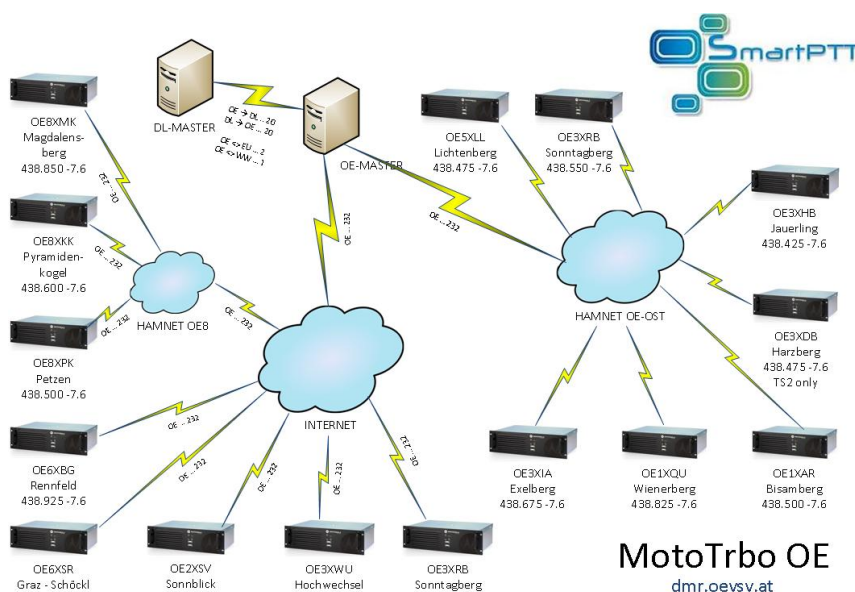 SmartPTT
OE8XMK
Magdalens-
berg
438.850 -7.6
DL-MASTER
OE → DL ... 20
DL → OE ... 20
OE <> EU ... 2
OE <> WW ... 1
OE-MASTER
OE5XLL
Lichtenberg
438.475 -7.6
OE3XRB
Sonntagberg
438.550 -7.6
OE3XHB
Jauerling
438.425 -7.6
OE ... 232
OE8XKK
Pyramiden-
kogel
438.600 -7.6
OE ... 232
OE ... 232
OE ... 232
HAMNET OE8
OE ... 232
HAMNET OE-OST
OE3XDB
Harzberg
438.475 -7.6
TS2 only
OE8XPK
Petzen
438.500 -7.6
OE ... 232
INTERNET
OE ... 232
OE6XBG
Rennfeld
438.925 -7.6
OE ... 232
OE ... 232
OE ... 232
OE ... 232
OE3XIA
Exelberg
438.675 -7.6
OE1XQU
Wienerberg
438.825 -7.6
OE1XAR
Bisamberg
438.500 -7.6
OE6XSR
Graz - Schöckl
OE2XSV
Sonnblick
OE3XWU
Hochwechsel
OE3XRB
Sonntagberg
MotoTrbo OE
dmr.oevsv.at